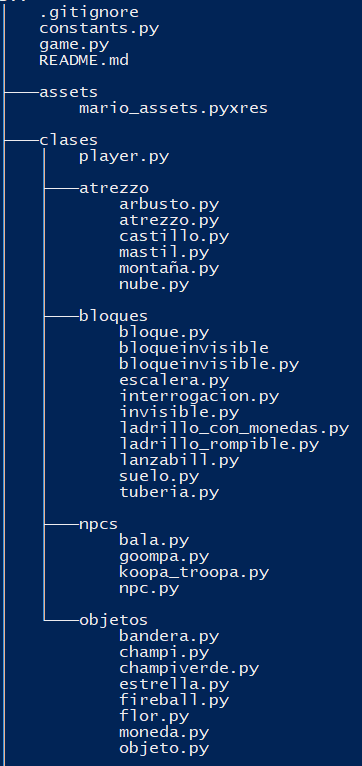 .gitignore
constants.py
game.py
README.md
assets
mario_assets.pyxres
clases
player.py
atrezzo
arbusto.py
atrezzo.py
castillo.py
mastil.py
montaña.py
nube.py
bloques
bloque.py
bloqueinvisible
bloqueinvisible.py
escalera.py
interrogacion.py
invisible.py
ladrillo_con_monedas.py
ladrillo_rompible.py
lanzabill.py
suelo.py
tuberia.py
npcs
bala.py
goompa.py
koopa_troopa.py
npc.py
objetos
bandera.py
champi.py
champiverde.py
estrella.py
fireball.py
flor.py
moneda.py
objeto.py